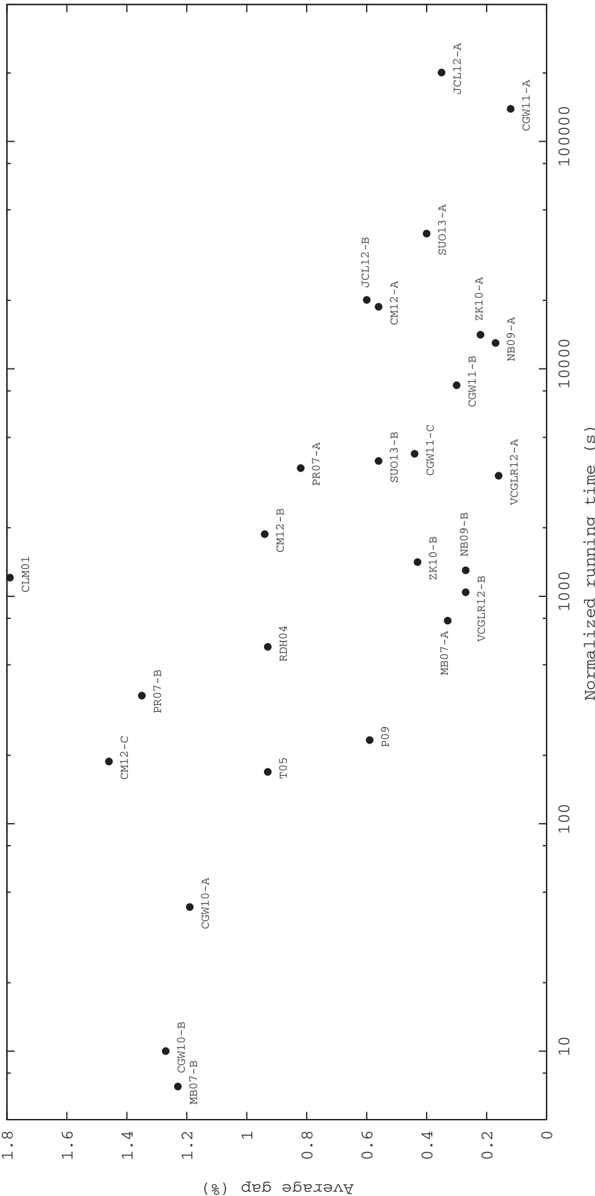 1.8
1.6
1.4
1.2
1
0.8
0.6
0.4
0.2
0
Average gap (%)
10
100
1000
10000
100000
Normalized running time (s)
MB07-B
CGW10-B
CGW10-A
T05
CM12-C
P09
PR07-B
RDH04
MB07-A
VCGLR12-B
CLM01
NB09-B
ZK10-B
CM12-B
VCGLR12-A
PR07-A
SUO13-B
CGW11-C
CGW11-B
NB09-A
ZK10-A
CM12-A
JCL12-B
SUO13-A
CGW11-A
JCL12-A